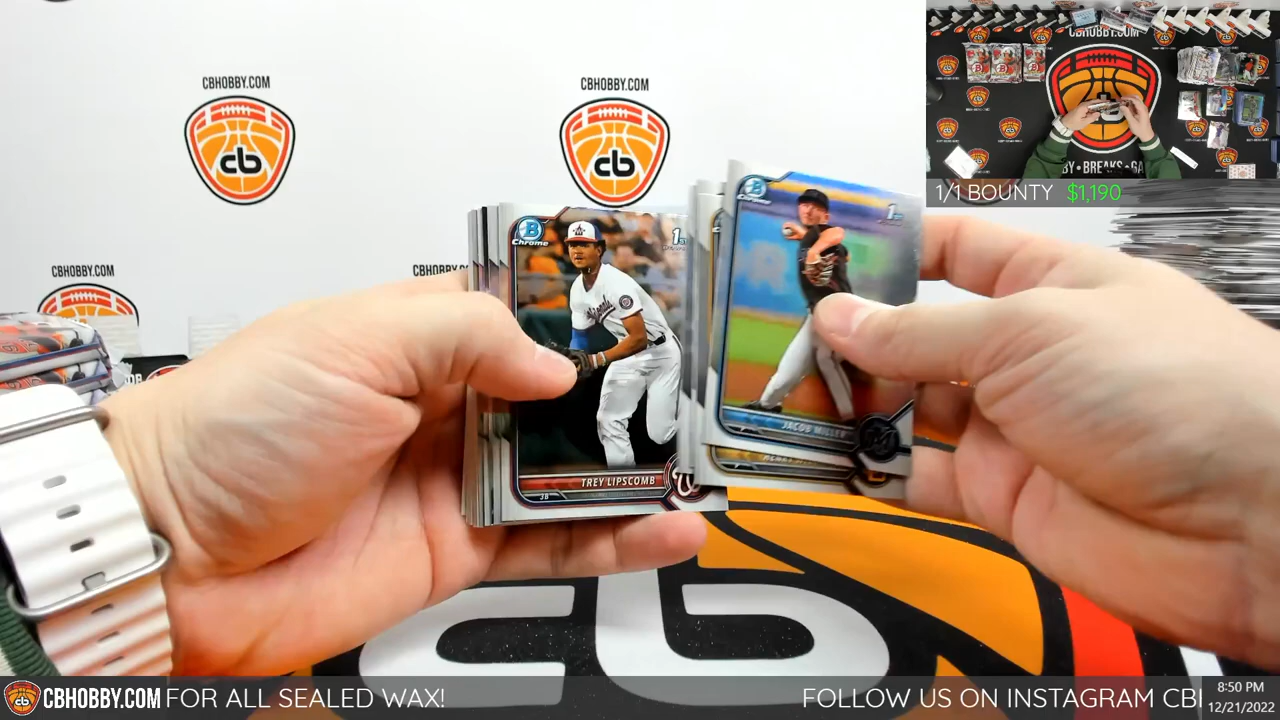 CBHOBBY.COM
cb
CBHOBBY.COM
cb
CBHOBBY.COM
CBHOBBY.COM
1/1 BOUNTY $1,190
B
Chrome
1st
TREY LIPSCOMB
3B
B
Chrome
1st
JACOB MILLER
M
W
cb
CBHOBBY.COM FOR ALL SEALED WAX!
FOLLOW US ON INSTAGRAM CB
8:50 PM
12/21/2022